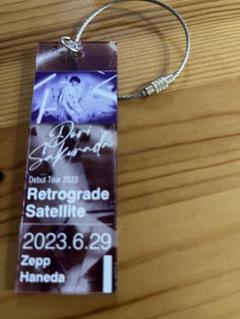 Dori
Sakurada
Debut Tour 2023
Retrograde
Satellite
2023.6.29
Zepp
Haneda